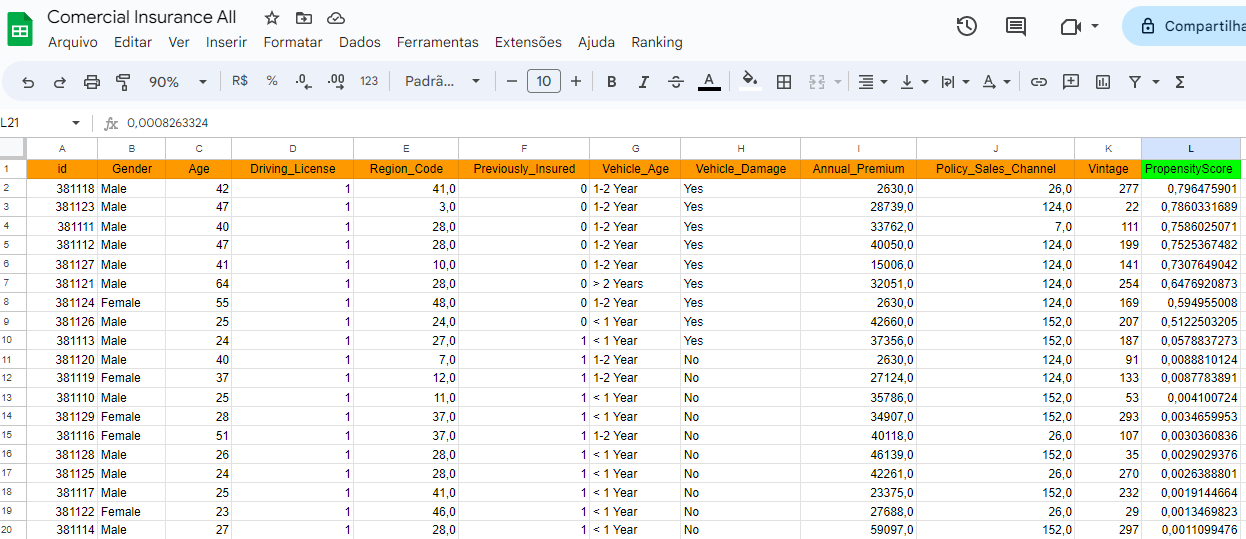 Comercial Insurance All
Arquivo Editar Ver Inserir Formatar Dados Ferramentas Extensões Ajuda Ranking
Compartilha
90% R$ % .0 .00 123 Padrã... 10 B I S A
L21 fx 0,0008263324
A B C D E F G H I J K L
1 id Gender Age Driving_License Region_Code Previously_Insured Vehicle_Age Vehicle_Damage Annual_Premium Policy_Sales_Channel Vintage PropensityScore
2 381118 Male 42 1 41,0 0 1-2 Year Yes 2630,0 26,0 277 0,796475901
3 381123 Male 47 1 3,0 0 1-2 Year Yes 28739,0 124,0 22 0,7860331689
4 381111 Male 40 1 28,0 0 1-2 Year Yes 33762,0 7,0 111 0,7586025071
5 381112 Male 47 1 28,0 0 1-2 Year Yes 40050,0 124,0 199 0,7525367482
6 381127 Male 41 1 10,0 0 1-2 Year Yes 15006,0 124,0 141 0,7307649042
7 381121 Male 64 1 28,0 0 > 2 Years Yes 32051,0 124,0 254 0,6476920873
8 381124 Female 55 1 48,0 0 1-2 Year Yes 2630,0 124,0 169 0,594955008
9 381126 Male 25 1 24,0 0 < 1 Year Yes 42660,0 152,0 207 0,5122503205
10 381113 Male 24 1 27,0 1 < 1 Year Yes 37356,0 152,0 187 0,0578837273
11 381120 Male 40 1 7,0 1 1-2 Year No 2630,0 124,0 91 0,0088810124
12 381119 Female 37 1 12,0 1 1-2 Year No 27124,0 124,0 133 0,0087783891
13 381110 Male 25 1 11,0 1 < 1 Year No 35786,0 152,0 53 0,004100724
14 381129 Female 28 1 37,0 1 < 1 Year No 34907,0 152,0 293 0,0034659953
15 381116 Female 51 1 37,0 1 1-2 Year No 40118,0 26,0 107 0,0030360836
16 381128 Male 26 1 28,0 1 < 1 Year No 46139,0 152,0 35 0,0029029376
17 381125 Male 24 1 28,0 1 < 1 Year No 42261,0 26,0 270 0,0026388801
18 381117 Male 25 1 41,0 1 < 1 Year No 23375,0 152,0 232 0,0019144664
19 381122 Female 23 1 46,0 1 < 1 Year No 27688,0 26,0 29 0,0013469823
20 381114 Male 27 1 28,0 1 < 1 Year No 59097,0 152,0 297 0,0011099476